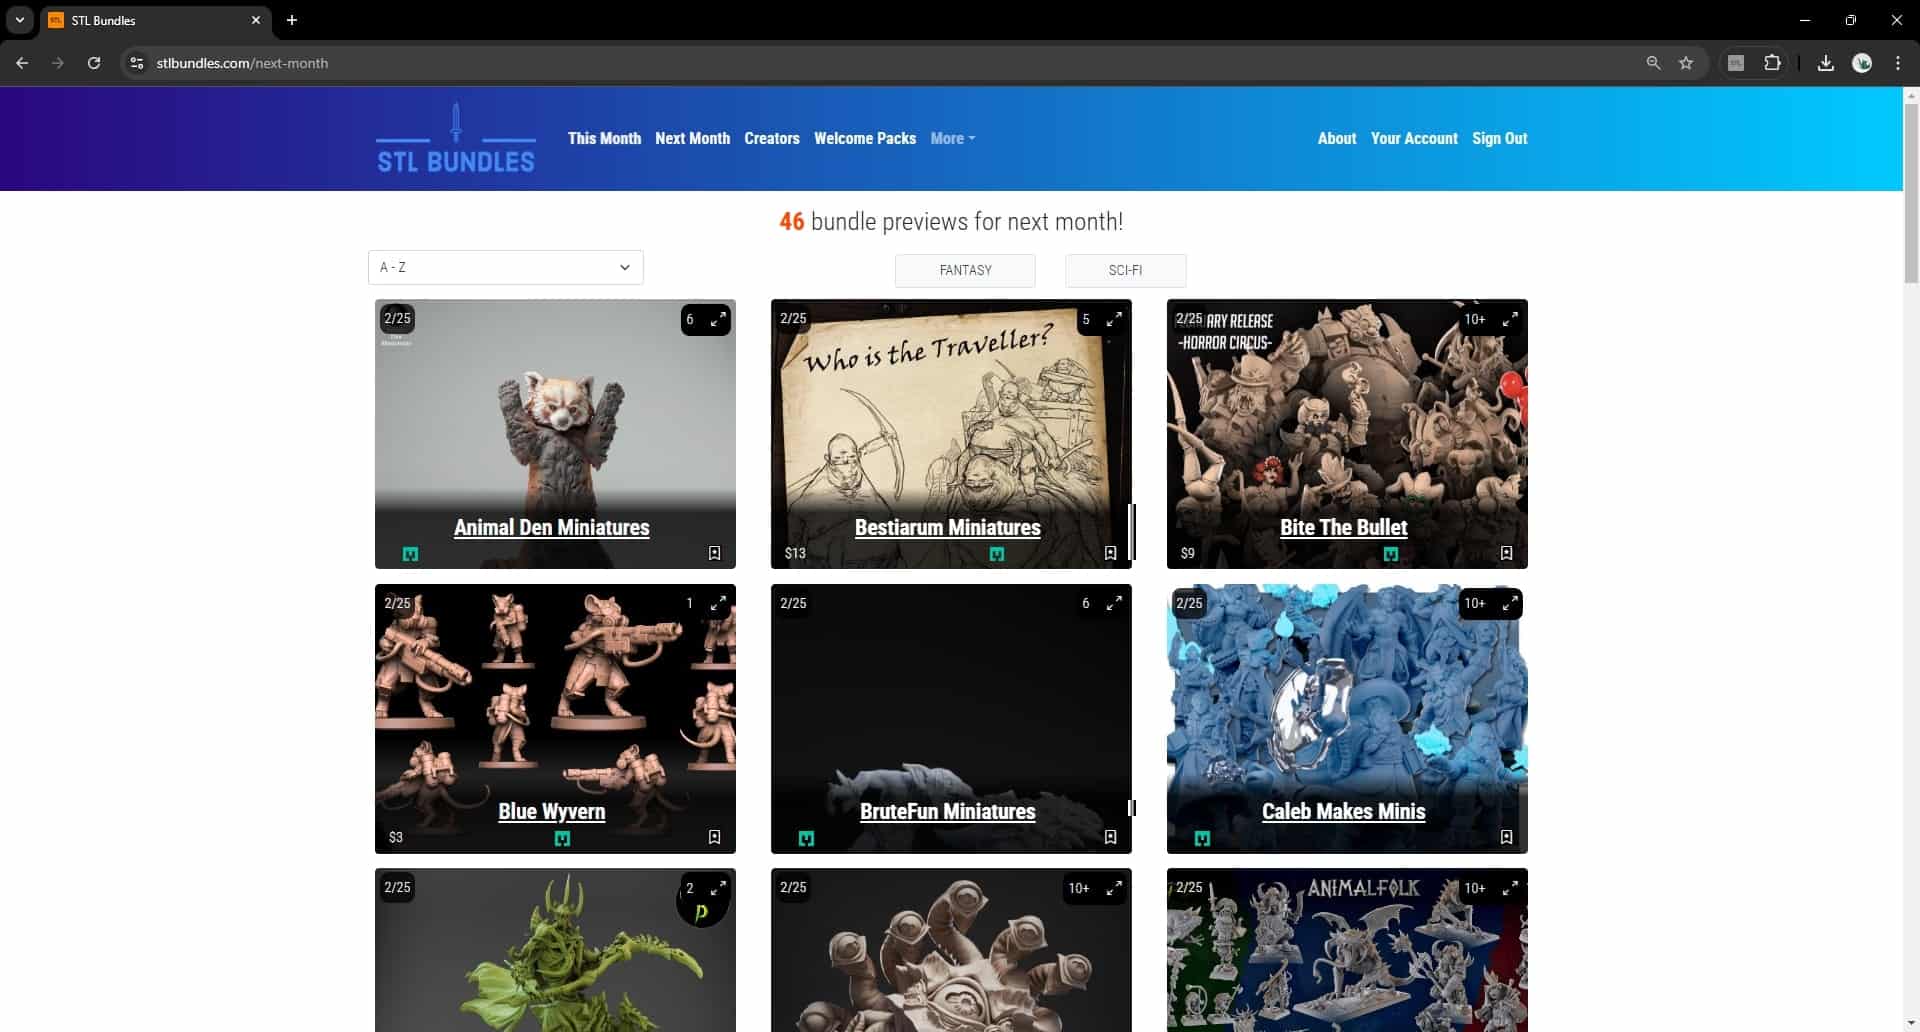 STL Bundles
stlbundles.com/next-month
STL BUNDLES
This Month
Next Month
Creators
Welcome Packs
More
About
Your Account
Sign Out
46 bundle previews for next month!
A - Z
FANTASY
SCI-FI
2/25
6
Animal Den Miniatures
2/25
5
Who is the Traveller?
Bestiarum Miniatures
$13
2/25
ARY RELEASE
10+
-HORROR CIRCUS-
Bite The Bullet
$9
2/25
1
Blue Wyvern
$3
2/25
6
BruteFun Miniatures
2/25
10+
Caleb Makes Minis
2/25
2
P
2/25
10+
2/25
ANIMALFOLK
10+